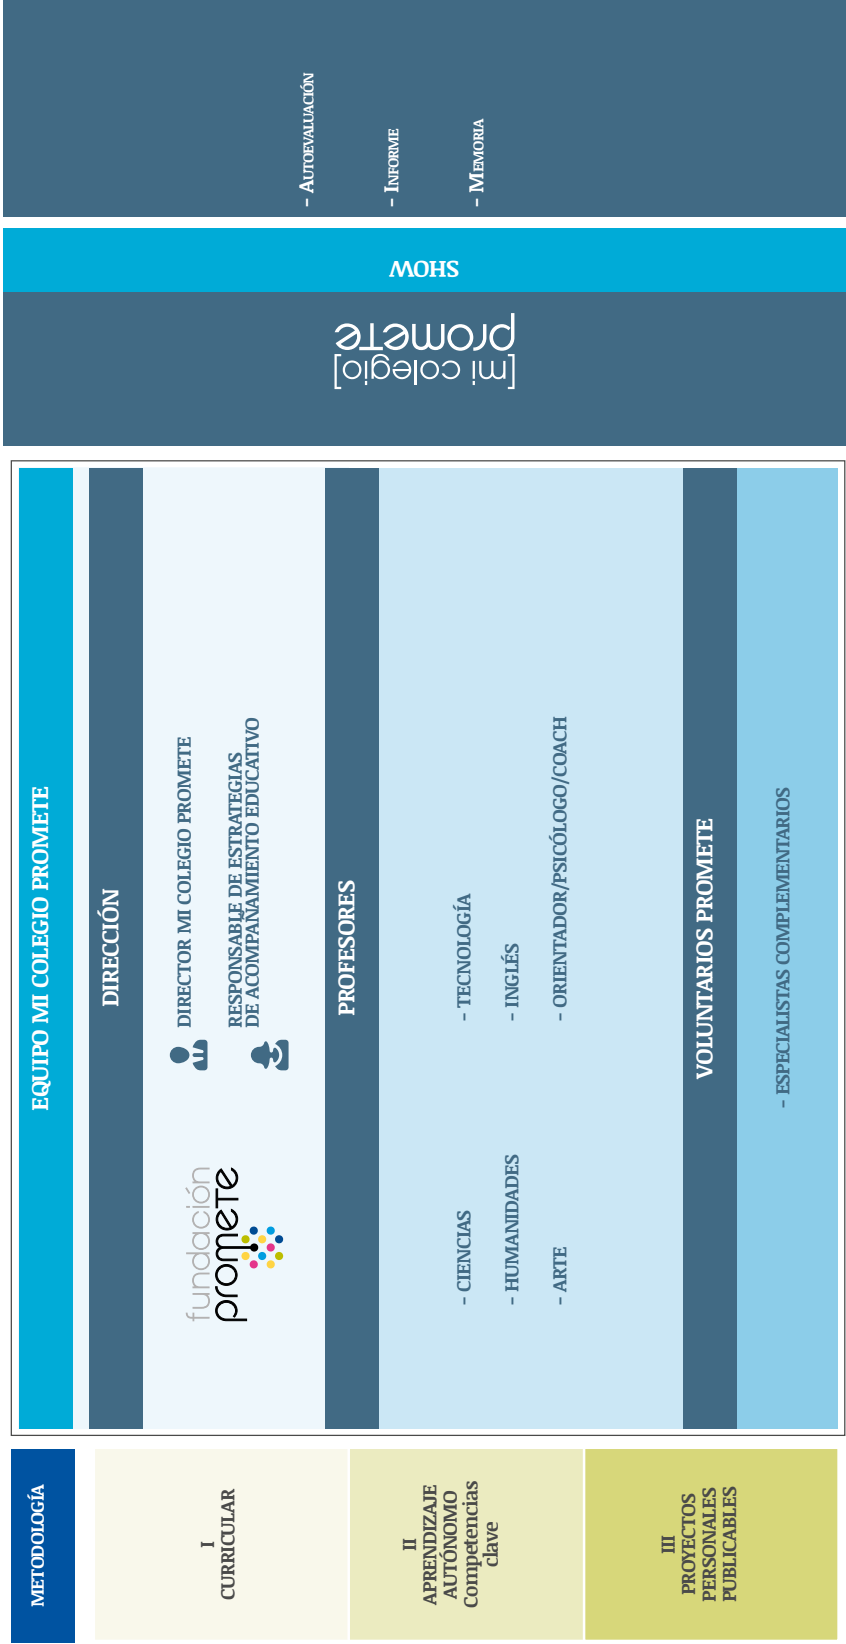 METODOLOGÍA
I
CURRICULAR
II
APRENDIZAJE
AUTÓNOMO
Competencias
clave
III
PROYECTOS
PERSONALES
PUBLICABLES
EQUIPO MI COLEGIO PROMETE
DIRECCIÓN
fundación
promete
DIRECTOR MI COLEGIO PROMETE
RESPONSABLE DE ESTRATEGIAS
DE ACOMPAÑAMIENTO EDUCATIVO
PROFESORES
- CIENCIAS
- HUMANIDADES
- ARTE
- TECNOLOGÍA
- INGLÉS
- ORIENTADOR/PSICÓLOGO/COACH
VOLUNTARIOS PROMETE
- ESPECIALISTAS COMPLEMENTARIOS
[mi colegio]
promete
SHOW
- AUTOEVALUACIÓN
- INFORME
- MEMORIA